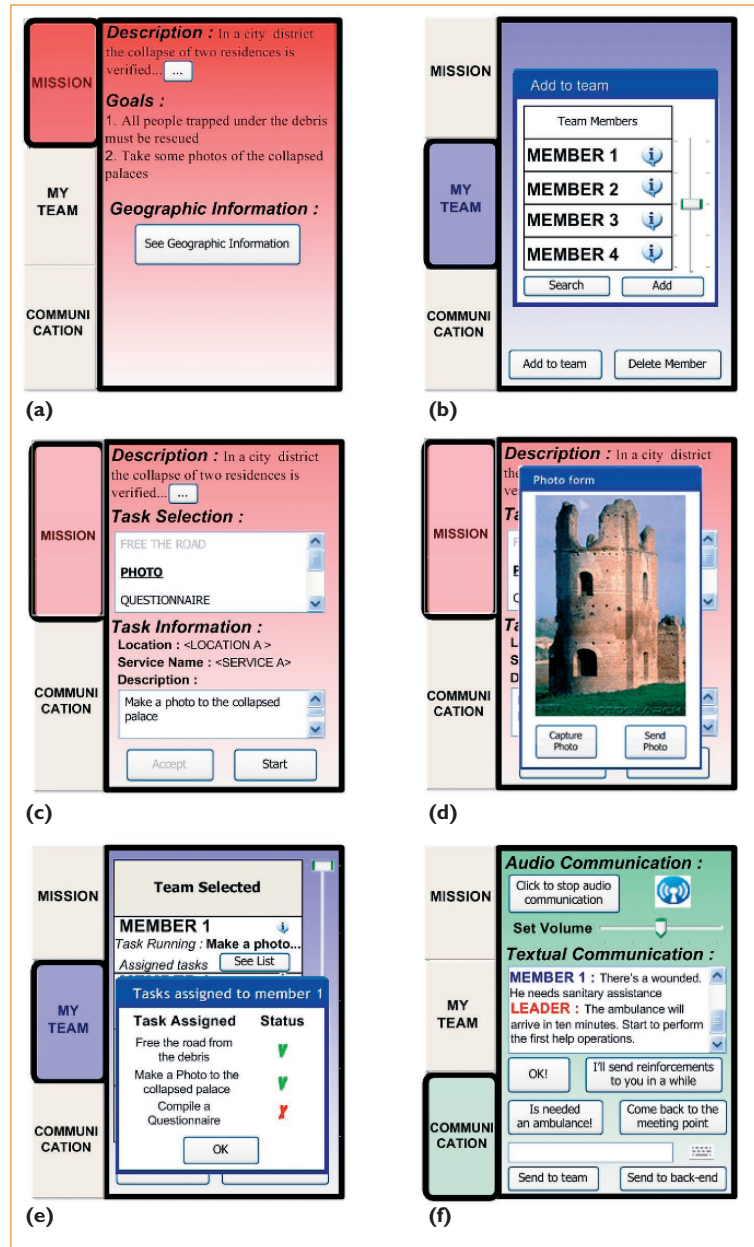 MISSION
MY
TEAM
COMMUNI
CATION
Description : In a city district
the collapse of two residences is
verified... ...
Goals :
1. All people trapped under the debris
must be rescued
2. Take some photos of the collapsed
palaces
Geographic Information :
See Geographic Information
(a)
MISSION
MY
TEAM
COMMUNI
CATION
Add to team
Team Members
MEMBER 1
MEMBER 2
MEMBER 3
MEMBER 4
Search Add
Add to team Delete Member
(b)
MISSION
COMMUNI
CATION
Description : In a city district
the collapse of two residences is
verified... ...
Task Selection :
FREE THE ROAD
PHOTO
QUESTIONNAIRE
Task Information :
Location : <LOCATION A >
Service Name : <SERVICE A>
Description :
Make a photo to the collapsed
palace
Accept Start
(c)
MISSION
COMMUNI
CATION
Description : In a city district
the
ve
Photo form
Ta
F
P
Q
Ta
L
S
D
Capture
Photo
Send
Photo
(d)
MISSION
MY
TEAM
COMMUNI
CATION
Team Selected
MEMBER 1
Task Running : Make a photo...
Assigned tasks See List
Tasks assigned to member 1
Task Assigned Status
Free the road from
the debris
Make a Photo to the
collapsed palace
Compile a
Questionnaire
OK
(e)
MISSION
MY
TEAM
COMMUNI
CATION
Audio Communication :
Click to stop audio
communication
Set Volume
Textual Communication :
MEMBER 1 : There's a wounded.
He needs sanitary assistance
LEADER : The ambulance will
arrive in ten minutes. Start to perform
the first help operations.
OK!
I'll send reinforcements
to you in a while
Is needed
an ambulance!
Come back to the
meeting point
Send to team Send to back-end
(f)